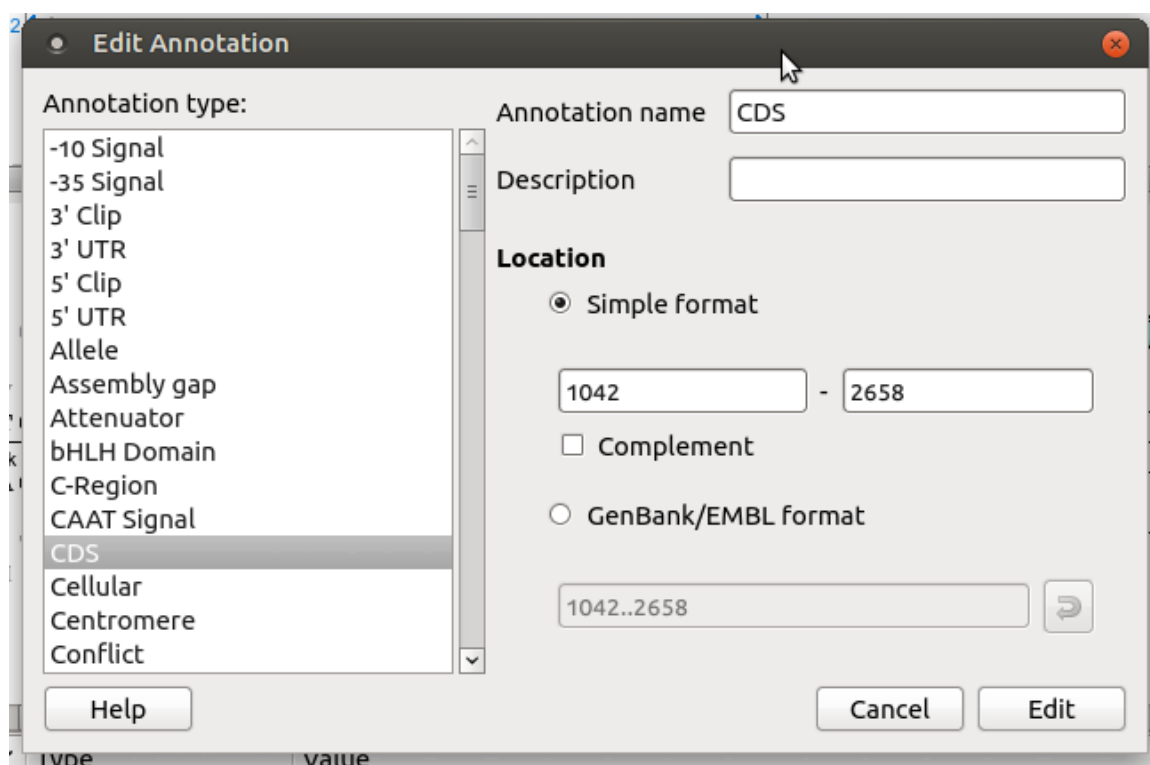 Edit Annotation
Annotation type:
-10 Signal
-35 Signal
3' Clip
3' UTR
5' Clip
5' UTR
Allele
Assembly gap
Attenuator
bHLH Domain
C-Region
CAAT Signal
CDS
Cellular
Centromere
Conflict
Annotation name CDS
Description
Location
Simple format
1042 - 2658
Complement
GenBank/EMBL format
1042..2658
Help Cancel Edit
Type Value